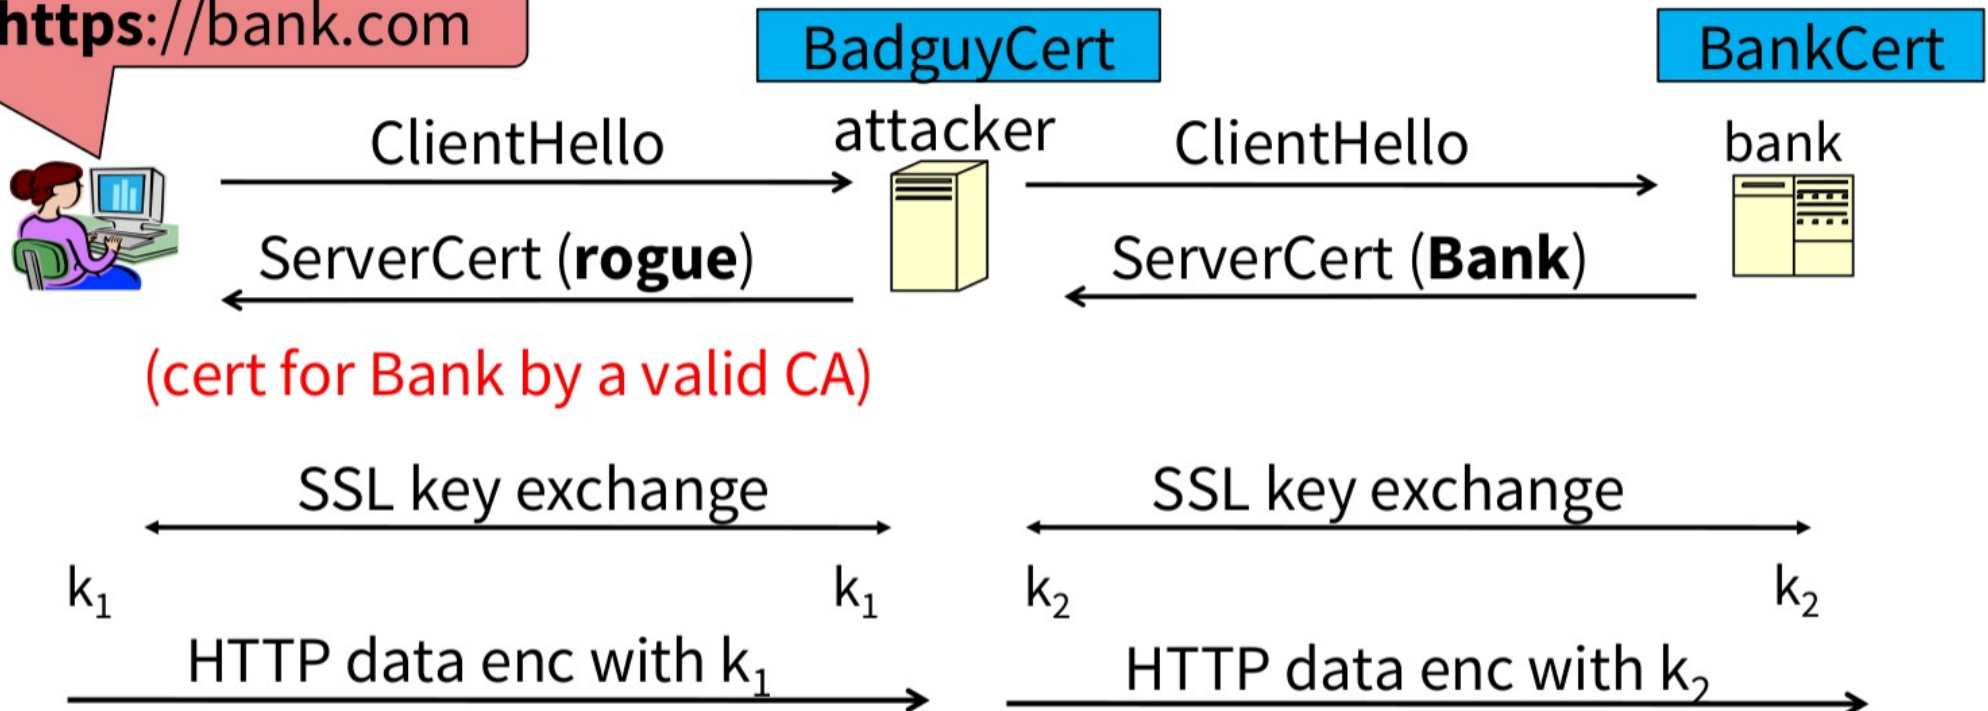 https://bank.com
BadguyCert
BankCert
attacker
bank
ClientHello
ClientHello
ServerCert (rogue)
ServerCert (Bank)
(cert for Bank by a valid CA)
SSL key exchange
SSL key exchange
k₁
k₁
k₂
k₂
HTTP data enc with k₁
HTTP data enc with k₂